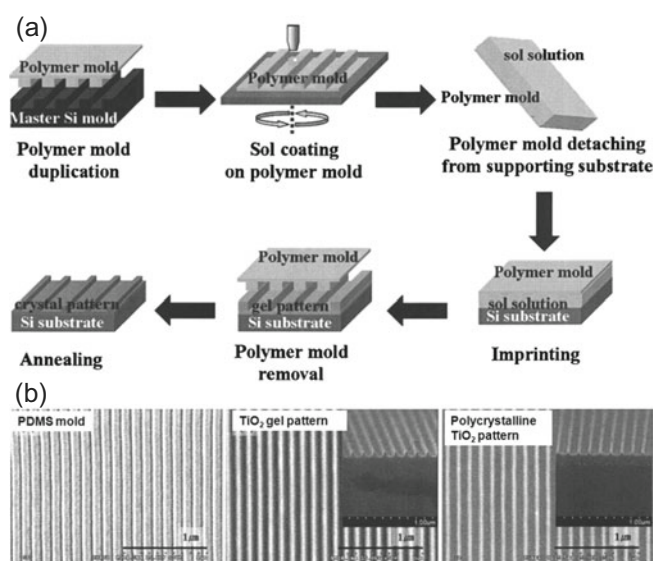 (a)
Polymer mold
Master Si mold
Polymer mold
duplication
Polymer mold
Sol coating
on polymer mold
sol solution
Polymer mold
Polymer mold detaching
from supporting substrate
crystal pattern
Si substrate
Annealing
Polymer mold
gel pattern
Si substrate
Polymer mold
removal
Polymer mold
sol solution
Si substrate
Imprinting
(b)
PDMS mold
1μm
TiO₂ gel pattern
1μm
Polycrystalline
TiO₂ pattern
1μm